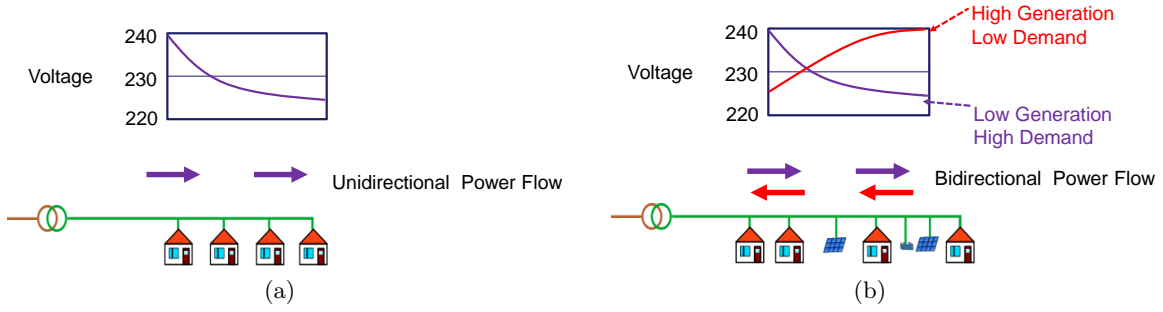 240
Voltage
230
220
Unidirectional Power Flow
(a)
High Generation
Low Demand
240
Voltage
230
220
Low Generation
High Demand
Bidirectional Power Flow
(b)